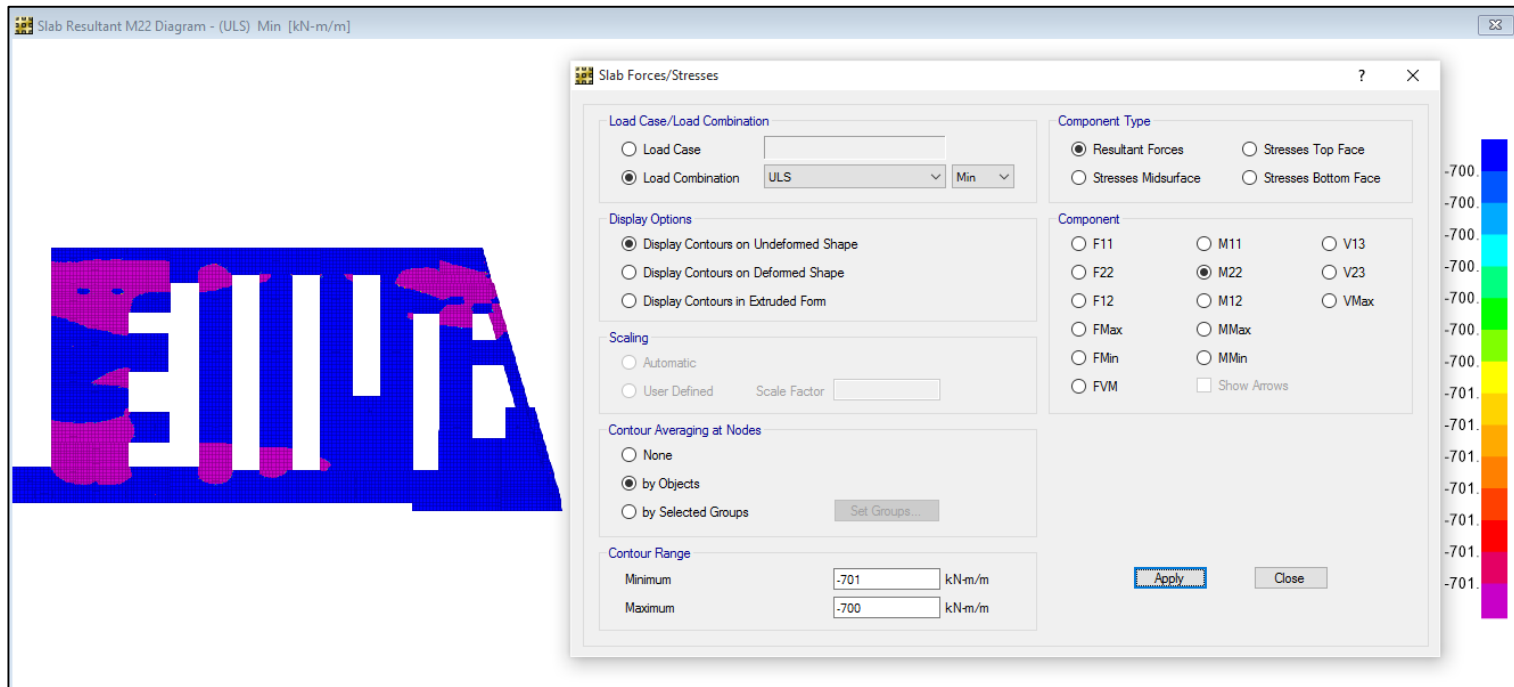 Slab Resultant M22 Diagram - (ULS) Min [kN-m/m]
Slab Forces/Stresses
?
Load Case/Load Combination
Load Case
Load Combination ULS Min
Display Options
Display Contours on Undeformed Shape
Display Contours on Deformed Shape
Display Contours in Extruded Form
Scaling
Automatic
User Defined Scale Factor
Contour Averaging at Nodes
None
by Objects
by Selected Groups Set Groups...
Contour Range
Minimum -701 kN-m/m
Maximum -700 kN-m/m
Component Type
Resultant Forces Stresses Top Face
Stresses Midsurface Stresses Bottom Face
Component
F11 M11 V13
F22 M22 V23
F12 M12 VMax
FMax MMax
FMin MMin
FVM Show Arrows
Apply Close
-700.
-700.
-700.
-700.
-700.
-700.
-700.
-701.
-701.
-701.
-701.
-701.
-701.
-701.